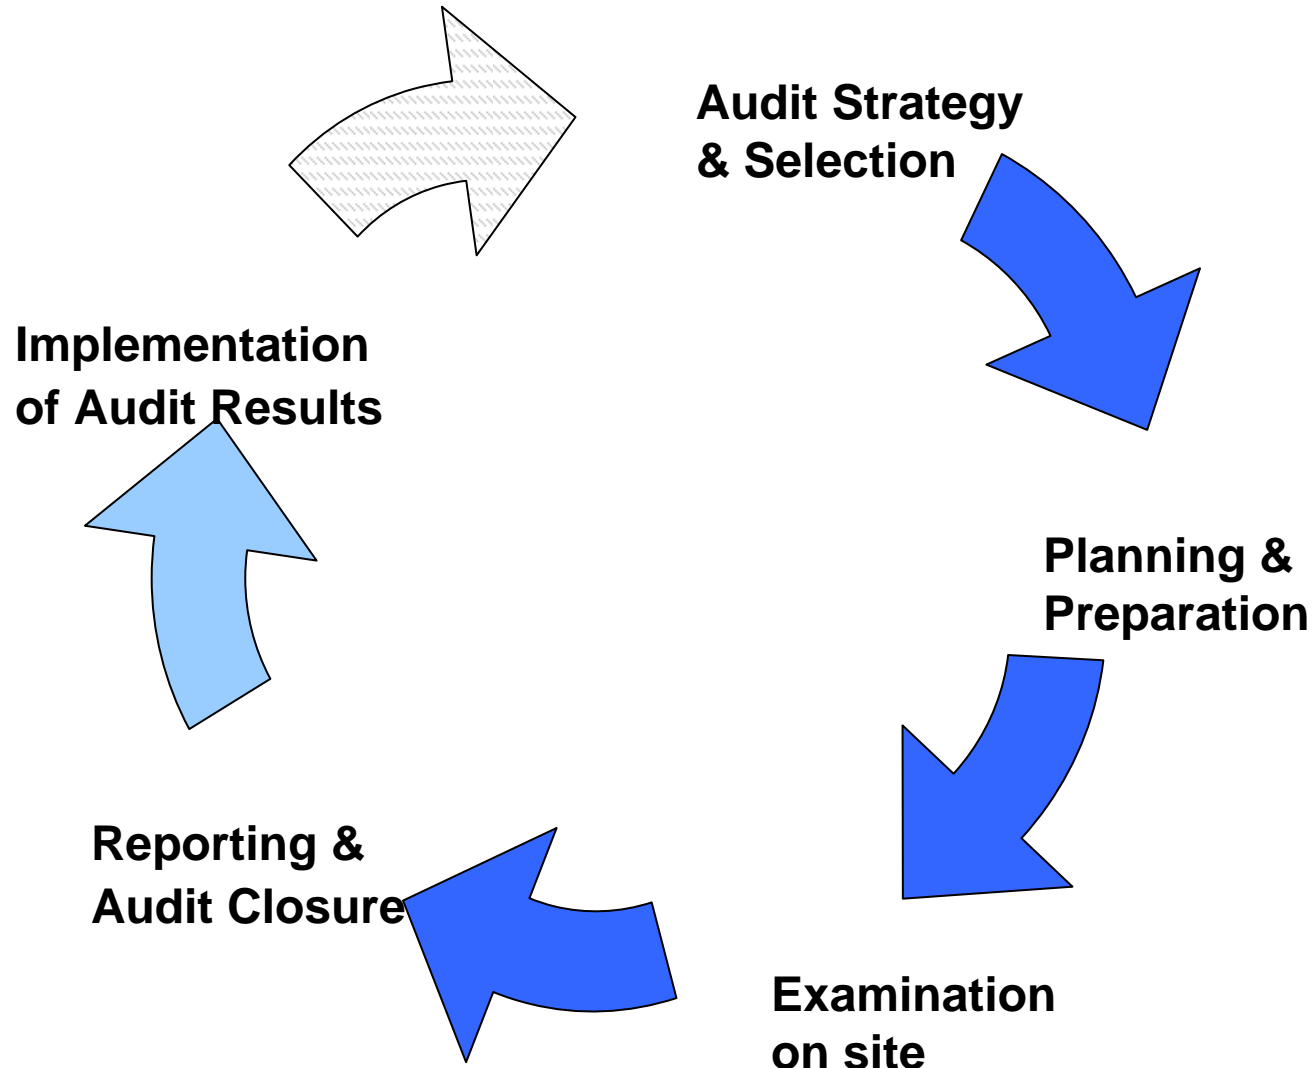 Audit Strategy
& Selection
Planning &
Preparation
Examination
on site
Reporting &
Audit Closure
Implementation
of Audit Results